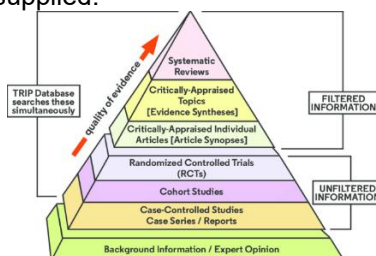 supplied.
Systematic
Reviews
Critically-Appraised
Topics
[Evidence Syntheses]
Critically-Appraised Individual
Articles [Article Synopses]
Randomized Controlled Trials
(RCTs)
Cohort Studies
Case-Controlled Studies
Case Series / Reports
Background Information / Expert Opinion
quality of evidence
TRIP Database
searches these
simultaneously
FILTERED
INFORMATION
UNFILTERED
INFORMATION